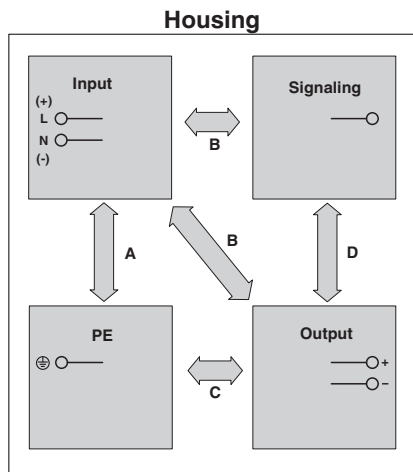 Housing
Input
(+)
L
N
(-)
Signaling
B
A
B
D
PE
Output
+
–
C